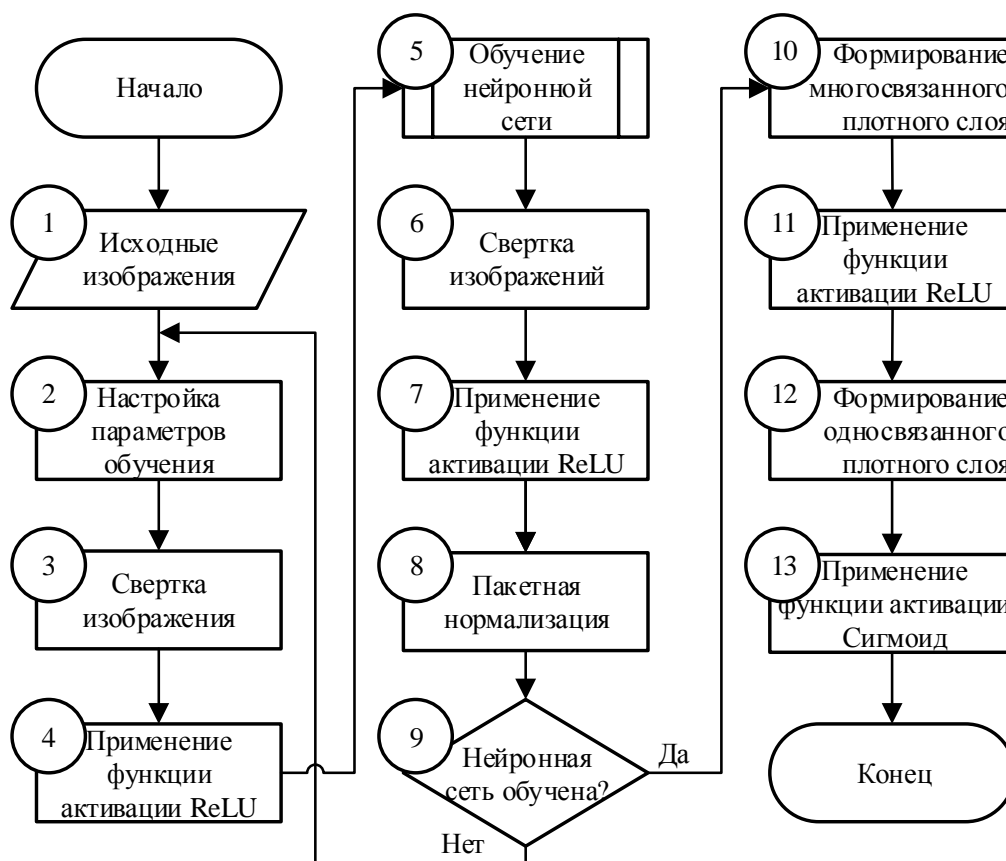 Начало
1
Исходные
изображения
2
Настройка
параметров
обучения
3
Свертка
изображения
4
Применение
функции
активации ReLU
5
Обучение
нейронной
сети
6
Свертка
изображений
7
Применение
функции
активации ReLU
8
Пакетная
нормализация
9
Нейронная
сеть обучена?
Да
Нет
10
Формирование
многосвязанного
плотного слоя
11
Применение
функции
активации ReLU
12
Формирование
односвязанного
плотного слоя
13
Применение
функции активации
Сигмоид
Конец